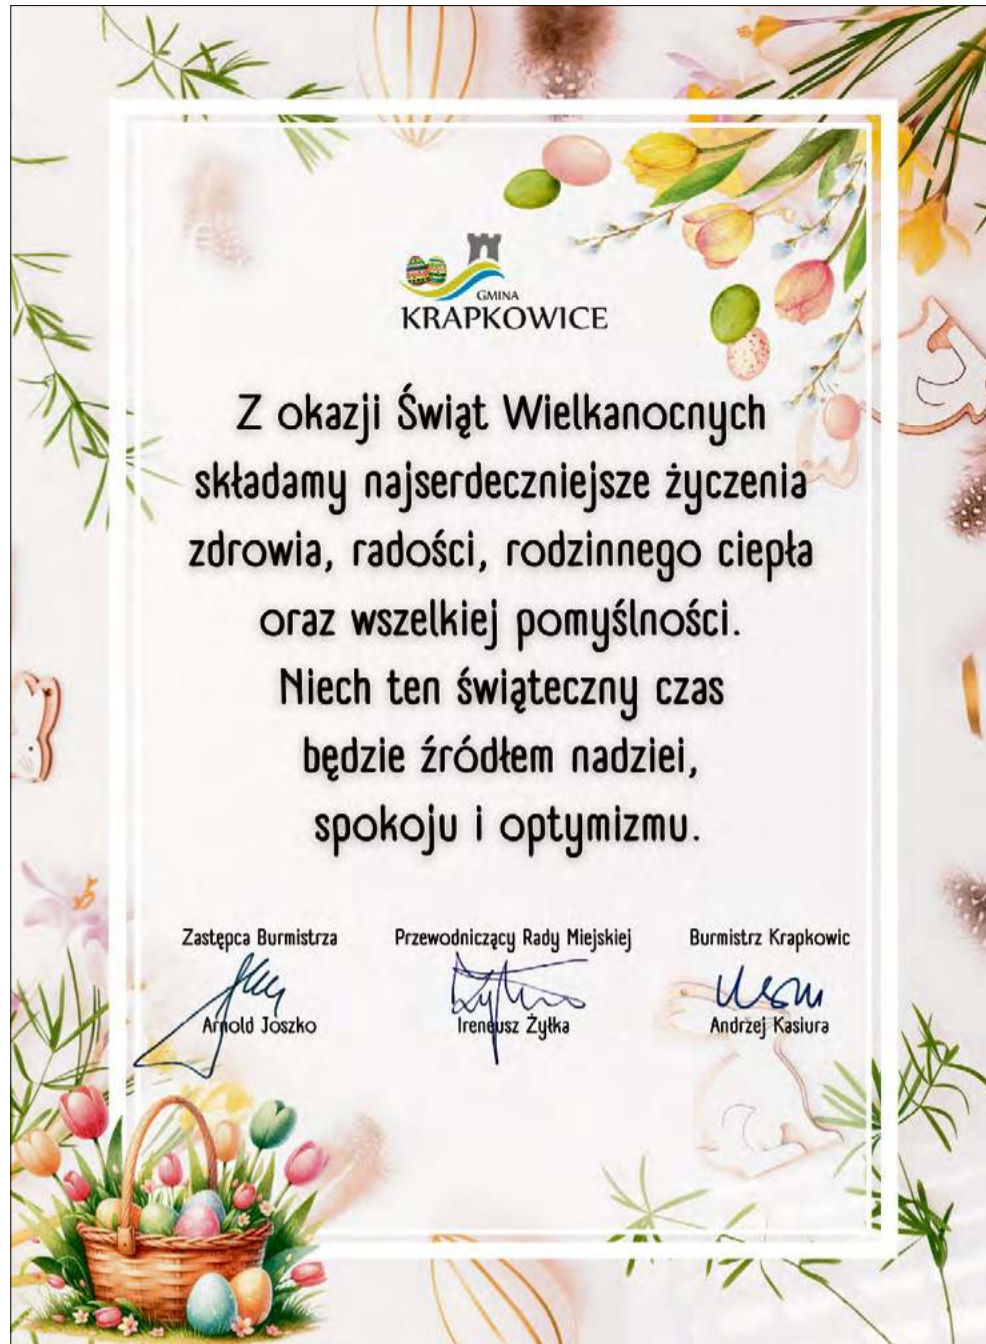 GMINA
KRAPKOWICE
Z okazji Świąt Wielkanocnych
składamy najserdeczniejsze życzenia
zdrowia, radości, rodzinnego ciepła
oraz wszelkiej pomyślności.
Niech ten świąteczny czas
będzie źródłem nadziei,
spokoju i optymizmu.
Zastępca Burmistrza
Arnold Joszko
Przewodniczący Rady Miejskiej
Ireneusz Żyłka
Burmistrz Krapkowic
Andrzej Kasiura